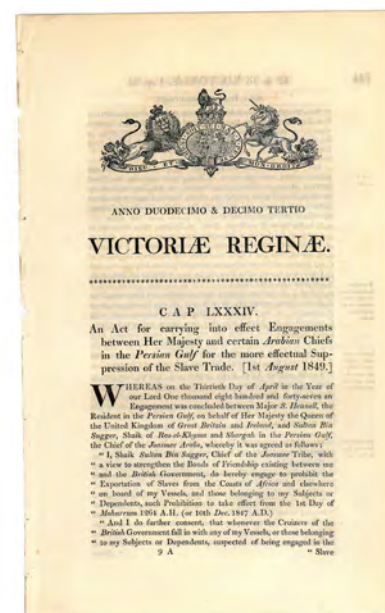 DIEU ET MON DROIT
ANNO DUODECIMO & DECIMO TERTIO
VICTORIÆ REGINÆ.
CAP LXXXIV.
An Act for carrying into effect Engagements
between Her Majesty and certain Arabian Chiefs
in the Persian Gulf for the more effectual Sup-
pression of the Slave Trade. [1st August 1849.]
WHEREAS on the Thirtieth Day of April in the Year of
our Lord One thousand eight hundred and forty-seven an
Engagement was concluded between Major S. Hennell, the
Resident in the Persian Gulf, on behalf of Her Majesty the Queen of
the United Kingdom of Great Britain and Ireland, and Sultan Bin
Sugger, Shaik of Ras-ol-Khyma and Shargah in the Persian Gulf,
the Chief of the Joasmee Arabs, whereby it was agreed as follows:
" I, Shaik Sultan Bin Sugger, Chief of the Joasmee Tribe, with
" a view to strengthen the Bonds of Friendship existing between me
" and the British Government, do hereby engage to prohibit the
" Exportation of Slaves from the Coasts of Africa and elsewhere
" on board of my Vessels, and those belonging to my Subjects or
" Dependents, such Prohibition to take effect from the 1st Day of
" Mohurrum 1264 A.H. (or 10th Dec. 1847 A.D.)
" And I do further consent, that whenever the Cruizers of the
" British Government fall in with any of my Vessels, or those belonging
" to my Subjects or Dependents, suspected of being engaged in the
9 A " Slave